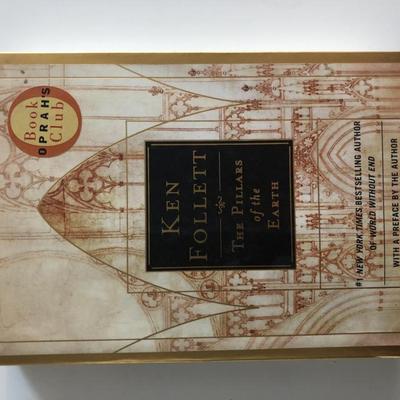 OPRAH'S
Book
Club
KEN
FOLLETT
THE PILLARS
of the
EARTH
#1 NEW YORK TIMES BESTSELLING AUTHOR
OF WORLD WITHOUT END
WITH A PREFACE BY THE AUTHOR